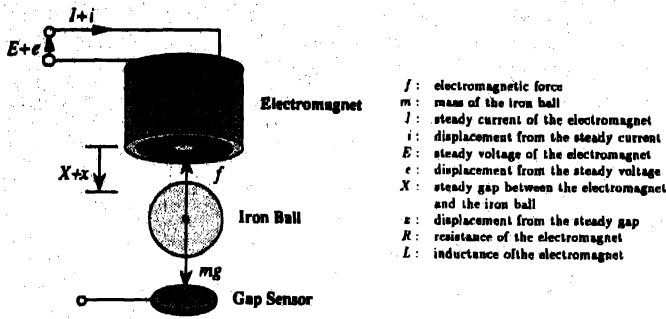 I+i
E+e
Electromagnet
X+x
f
Iron Ball
mg
Gap Sensor
f : electromagnetic force
m : mass of the iron ball
I : steady current of the electromagnet
i : displacement from the steady current
E : steady voltage of the electromagnet
e : displacement from the steady voltage
X : steady gap between the electromagnet
and the iron ball
x : displacement from the steady gap
R : resistance of the electromagnet
L : inductance ofthe electromagnet